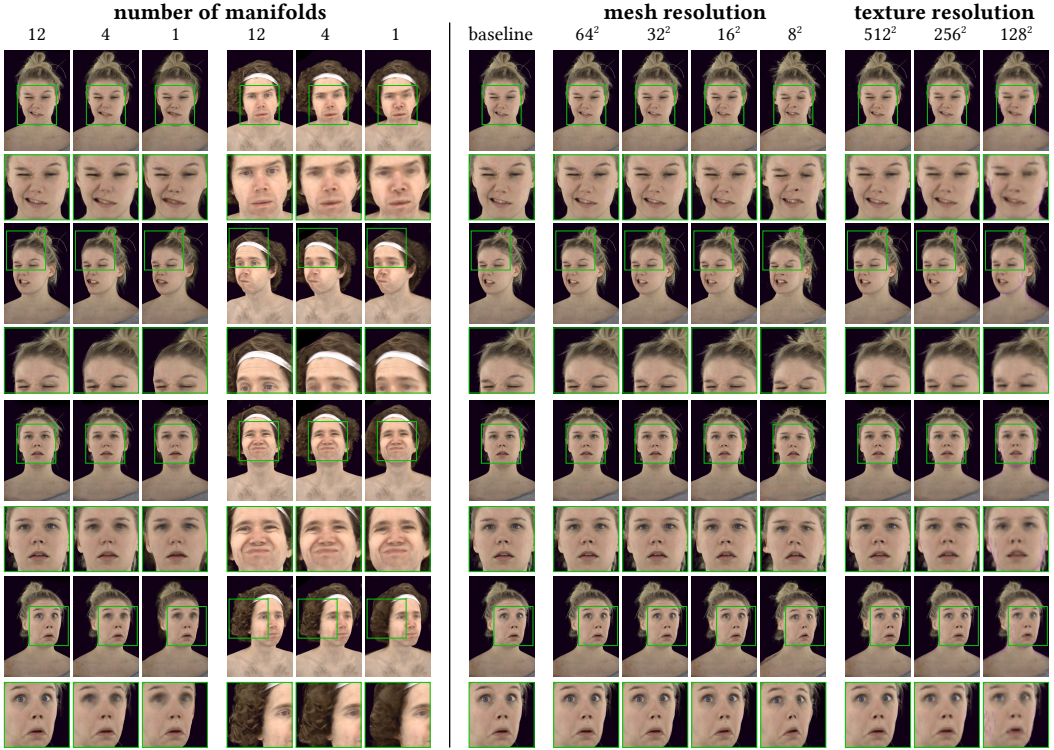 number of manifolds mesh resolution texture resolution
12 4 1 12 4 1 baseline 64² 32² 16² 8² 512² 256² 128²